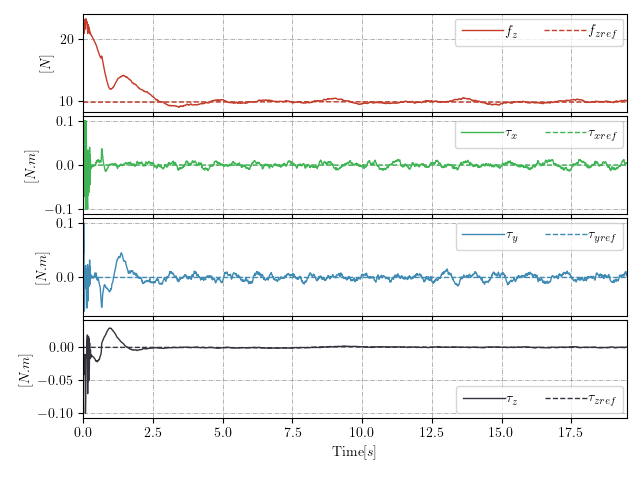 [N]
20
10
f_z f_zref
[N.m]
0.1
0.0
−0.1
τ_x τ_xref
[N.m]
0.1
0.0
τ_y τ_yref
[N.m]
0.00
−0.05
−0.10
τ_z τ_zref
0.0 2.5 5.0 7.5 10.0 12.5 15.0 17.5
Time[s]